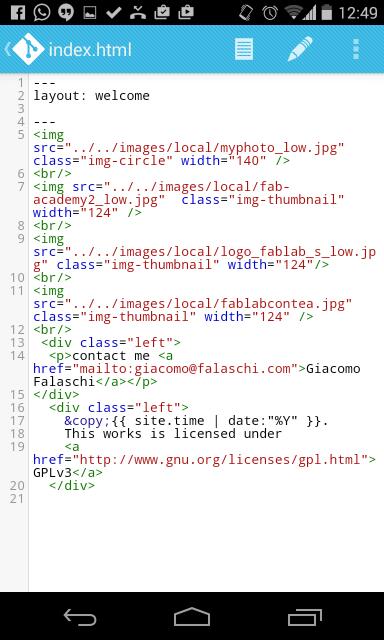 12:49
index.html
1 ---
2 layout: welcome
3
4 ---
5 <img
src="../../images/local/myphoto_low.jpg"
class="img-circle" width="140" />
6 <br/>
7 <img src="../../images/local/fab-
academy2_low.jpg"  class="img-thumbnail"
width="124" />
8 <br/>
9 <img
src="../../images/local/logo_fablab_s_low.jp
g" class="img-thumbnail" width="124"/>
10 <br/>
11 <img
src="../../images/local/fablabcontea.jpg"
class="img-thumbnail" width="124" />
12 <br/>
13  <div class="left">
14   <p>contact me <a
href="mailto:giacomo@falaschi.com">Giacomo
Falaschi</a></p>
15 </div>
16   <div class="left">
17     &copy;{{ site.time | date:"%Y" }}.
18     This works is licensed under
19     <a
href="http://www.gnu.org/licenses/gpl.html">
GPLv3</a>
20   </div>
21